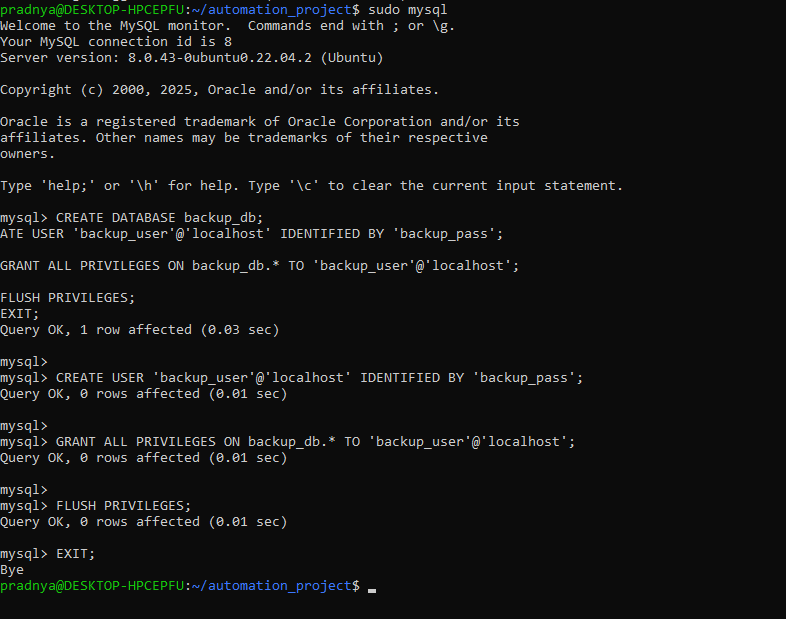 pradnya@DESKTOP-HPCEPFU:~/automation_project$ sudo mysql
Welcome to the MySQL monitor.  Commands end with ; or \g.
Your MySQL connection id is 8
Server version: 8.0.43-0ubuntu0.22.04.2 (Ubuntu)
Copyright (c) 2000, 2025, Oracle and/or its affiliates.
Oracle is a registered trademark of Oracle Corporation and/or its
affiliates. Other names may be trademarks of their respective
owners.
Type 'help;' or '\h' for help. Type '\c' to clear the current input statement.
mysql> CREATE DATABASE backup_db;
ATE USER 'backup_user'@'localhost' IDENTIFIED BY 'backup_pass';
GRANT ALL PRIVILEGES ON backup_db.* TO 'backup_user'@'localhost';
FLUSH PRIVILEGES;
EXIT;
Query OK, 1 row affected (0.03 sec)
mysql>
mysql> CREATE USER 'backup_user'@'localhost' IDENTIFIED BY 'backup_pass';
Query OK, 0 rows affected (0.01 sec)
mysql>
mysql> GRANT ALL PRIVILEGES ON backup_db.* TO 'backup_user'@'localhost';
Query OK, 0 rows affected (0.01 sec)
mysql>
mysql> FLUSH PRIVILEGES;
Query OK, 0 rows affected (0.01 sec)
mysql> EXIT;
Bye
pradnya@DESKTOP-HPCEPFU:~/automation_project$